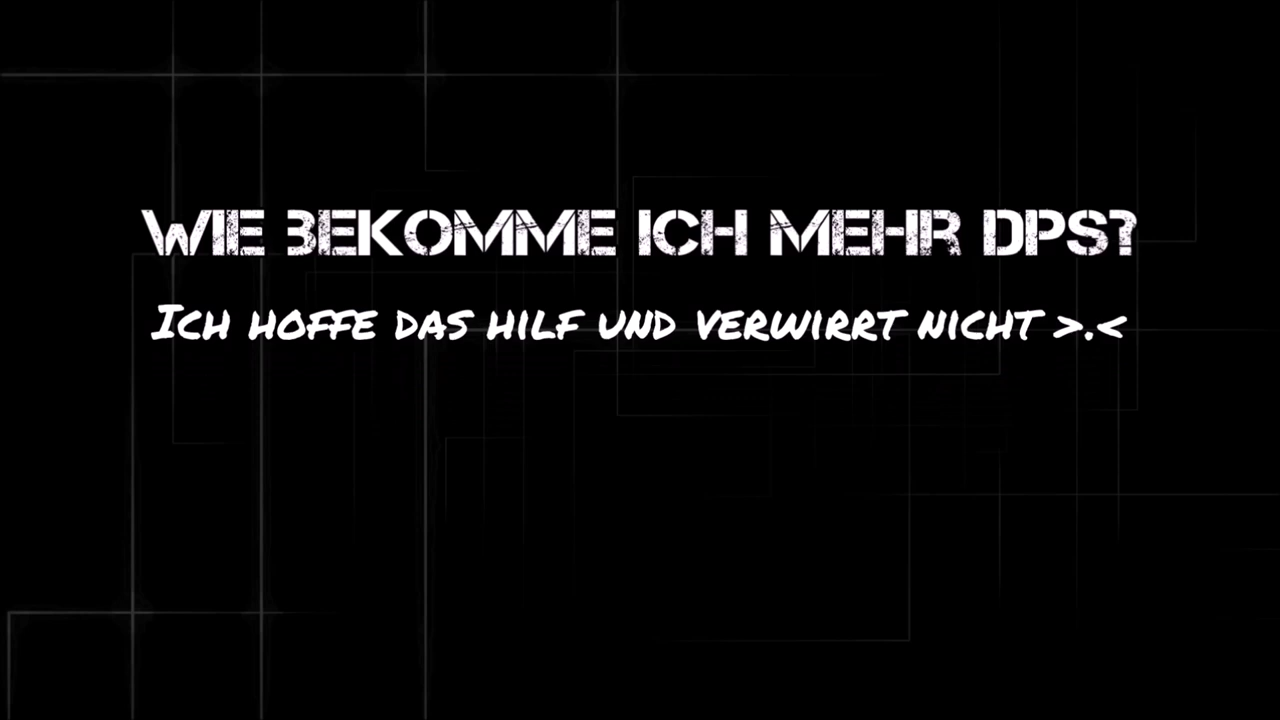 WIE BEKOMME ICH MEHR DPS?
ICH HOFFE DAS HILF UND VERWIRRT NICHT >.<